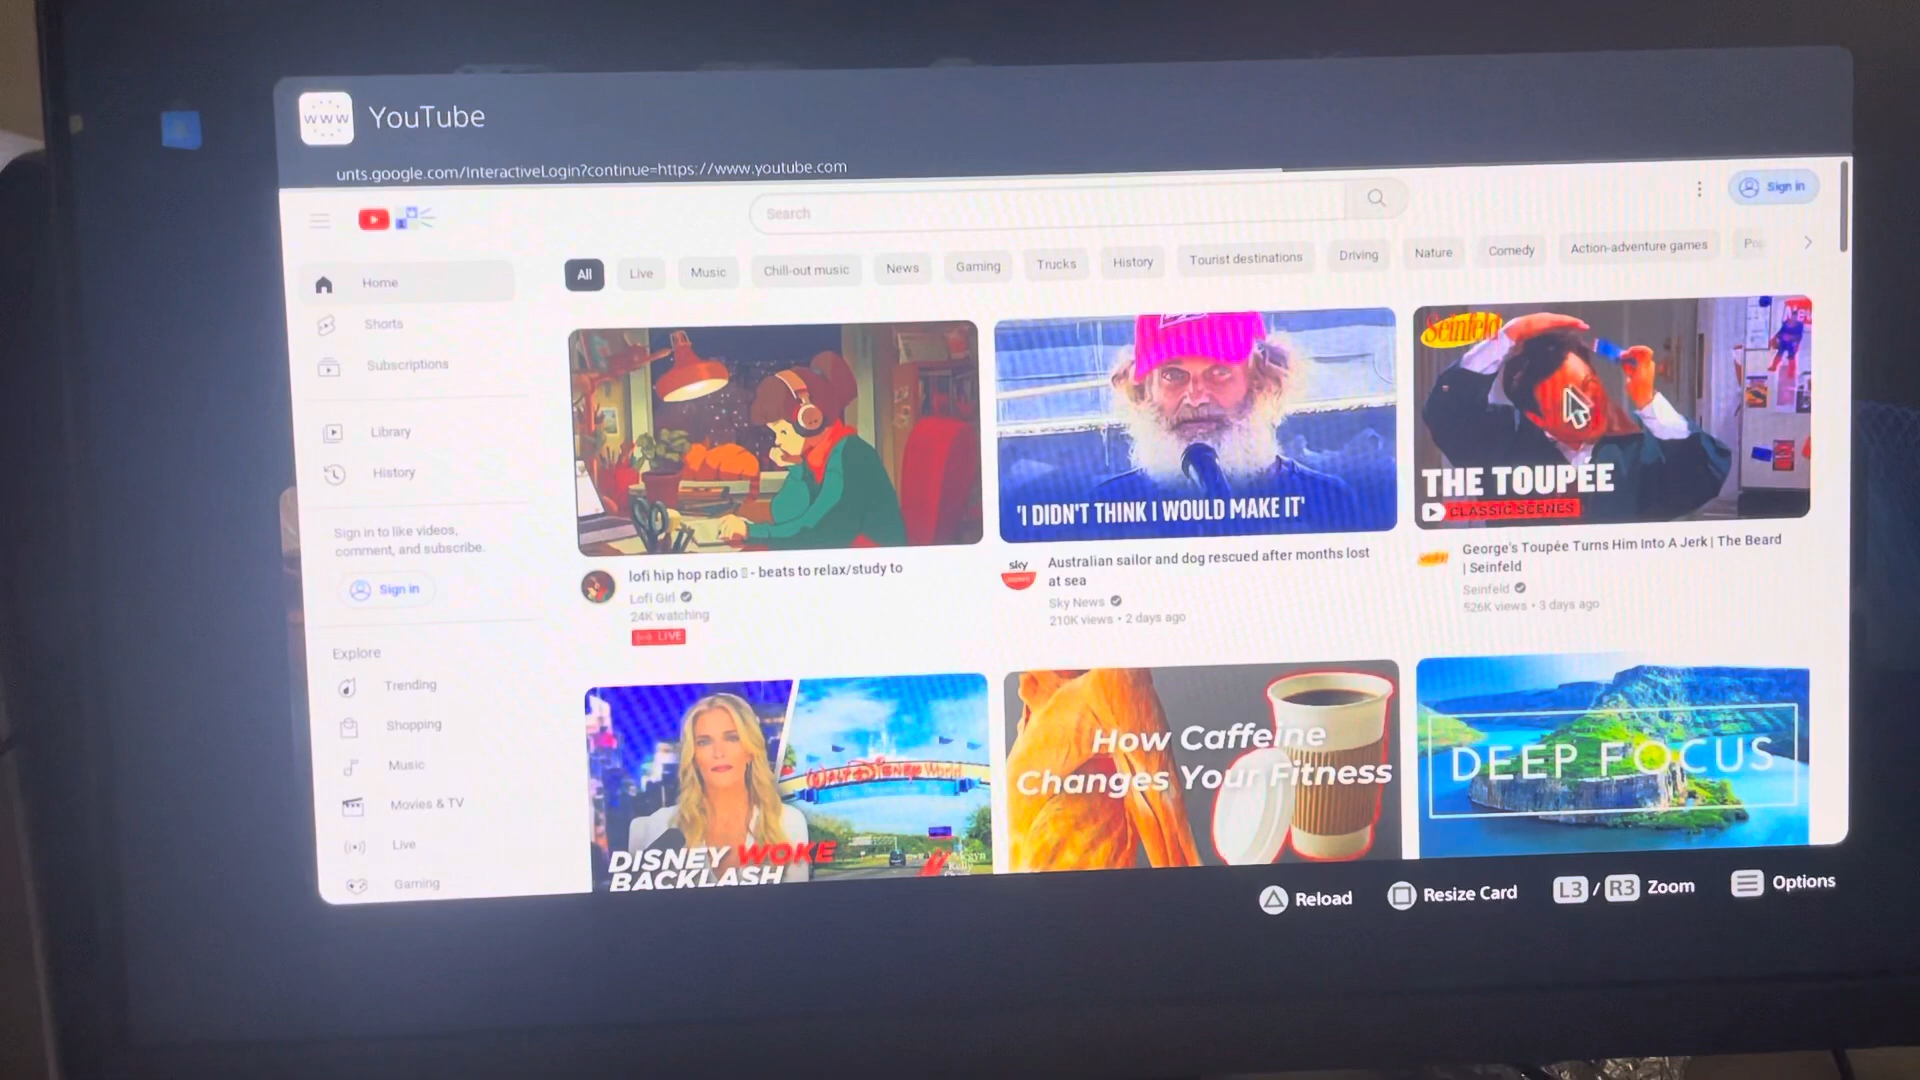 www
YouTube
unts.google.com/InteractiveLogin?continue=https://www.youtube.com
Search
Sign in
All
Live
Music
Chill-out music
News
Gaming
Trucks
History
Tourist destinations
Driving
Nature
Comedy
Action-adventure games
Home
Shorts
Subscriptions
Library
History
Sign in to like videos,
comment, and subscribe.
Sign in
Explore
Trending
Shopping
Music
Movies & TV
Live
Gaming
lofi hip hop radio - beats to relax/study to
Lofi Girl
24K watching
LIVE
'I DIDN'T THINK I WOULD MAKE IT'
sky
Australian sailor and dog rescued after months lost
at sea
Sky News
210K views • 2 days ago
Seinfeld
THE TOUPÉE
CLASSIC SCENES
George's Toupée Turns Him Into A Jerk | The Beard
| Seinfeld
Seinfeld
526K views • 3 days ago
WALT DISNEY World
DISNEY WOKE
BACKLASH
How Caffeine
Changes Your Fitness
DEEP FOCUS
Reload
Resize Card
L3 / R3 Zoom
Options